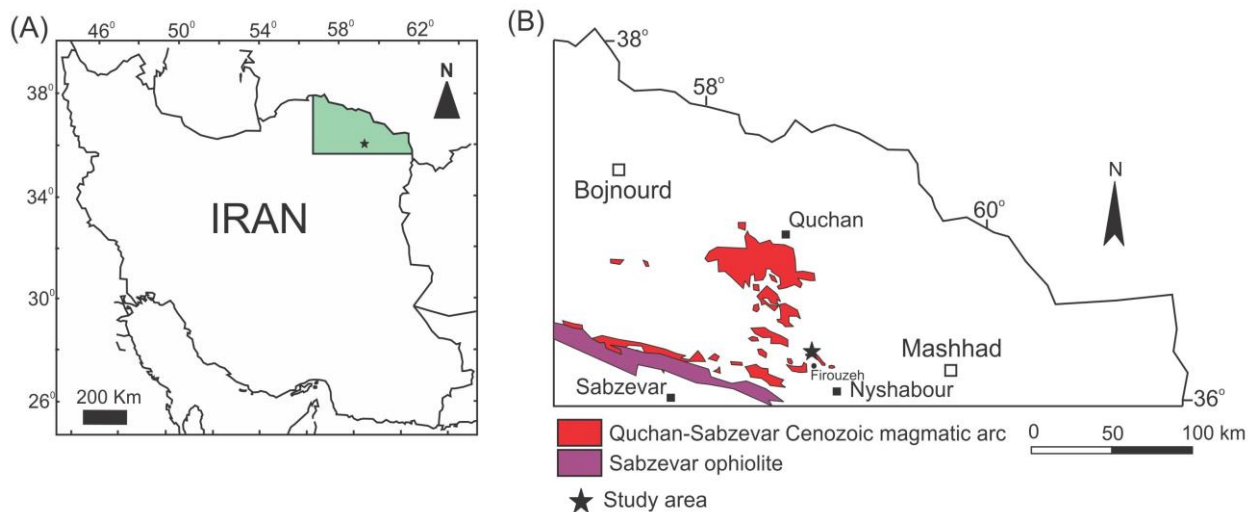 (A)
46° 50° 54° 58° 62°
N
38°
34°
30°
26°
IRAN
200 Km
(B)
38°
58°
N
Bojnourd
Quchan
60°
Mashhad
Firouzeh
Sabzevar
Nyshabour
36°
Quchan-Sabzevar Cenozoic magmatic arc
Sabzevar ophiolite
Study area
0 50 100 km